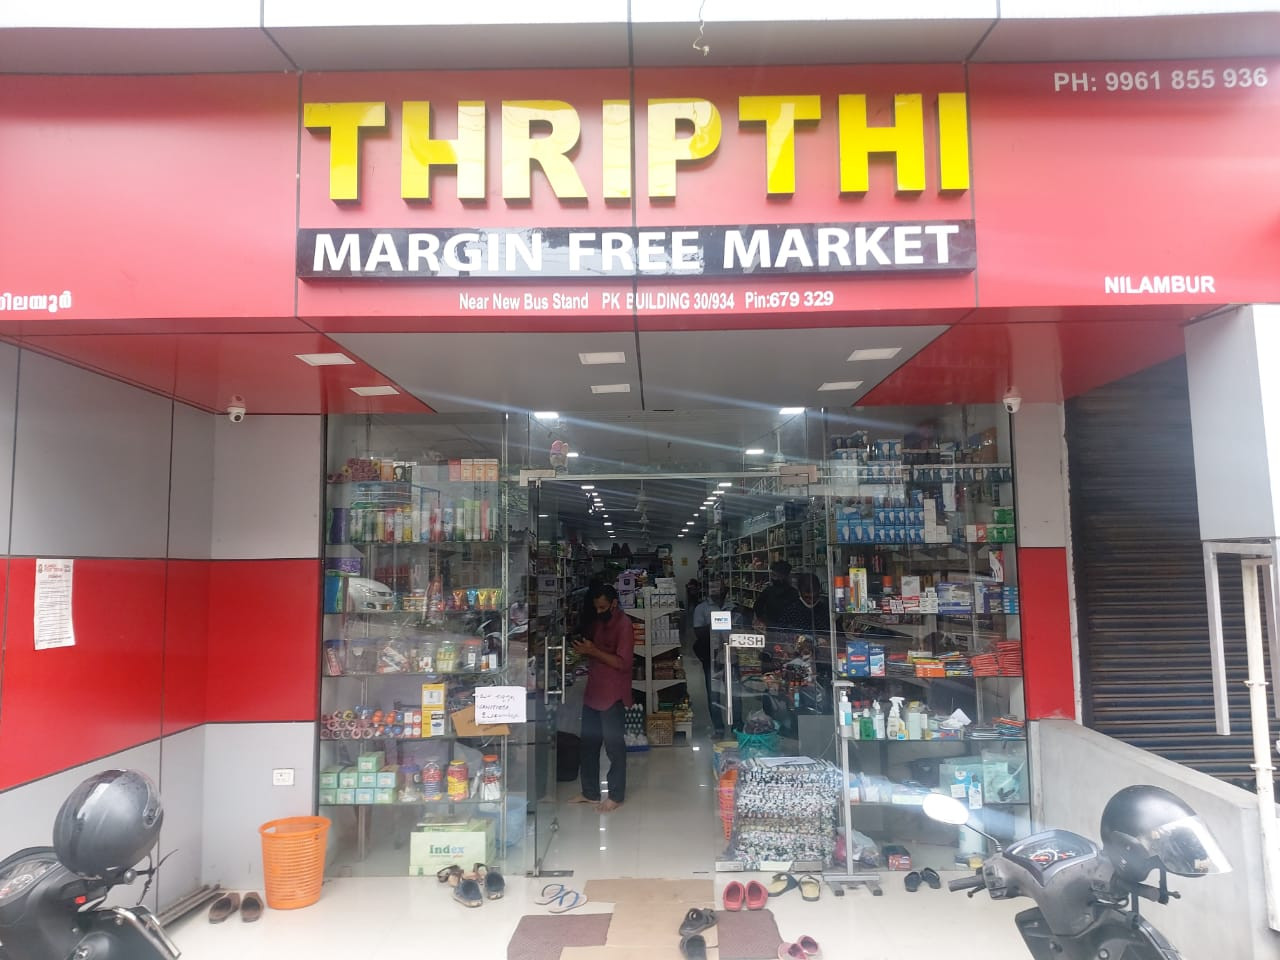 THRIPTHI
PH: 9961 855 936
MARGIN FREE MARKET
Near New Bus Stand PK BUILDING 30/934 Pin:679 329
NILAMBUR
PUSH
Index